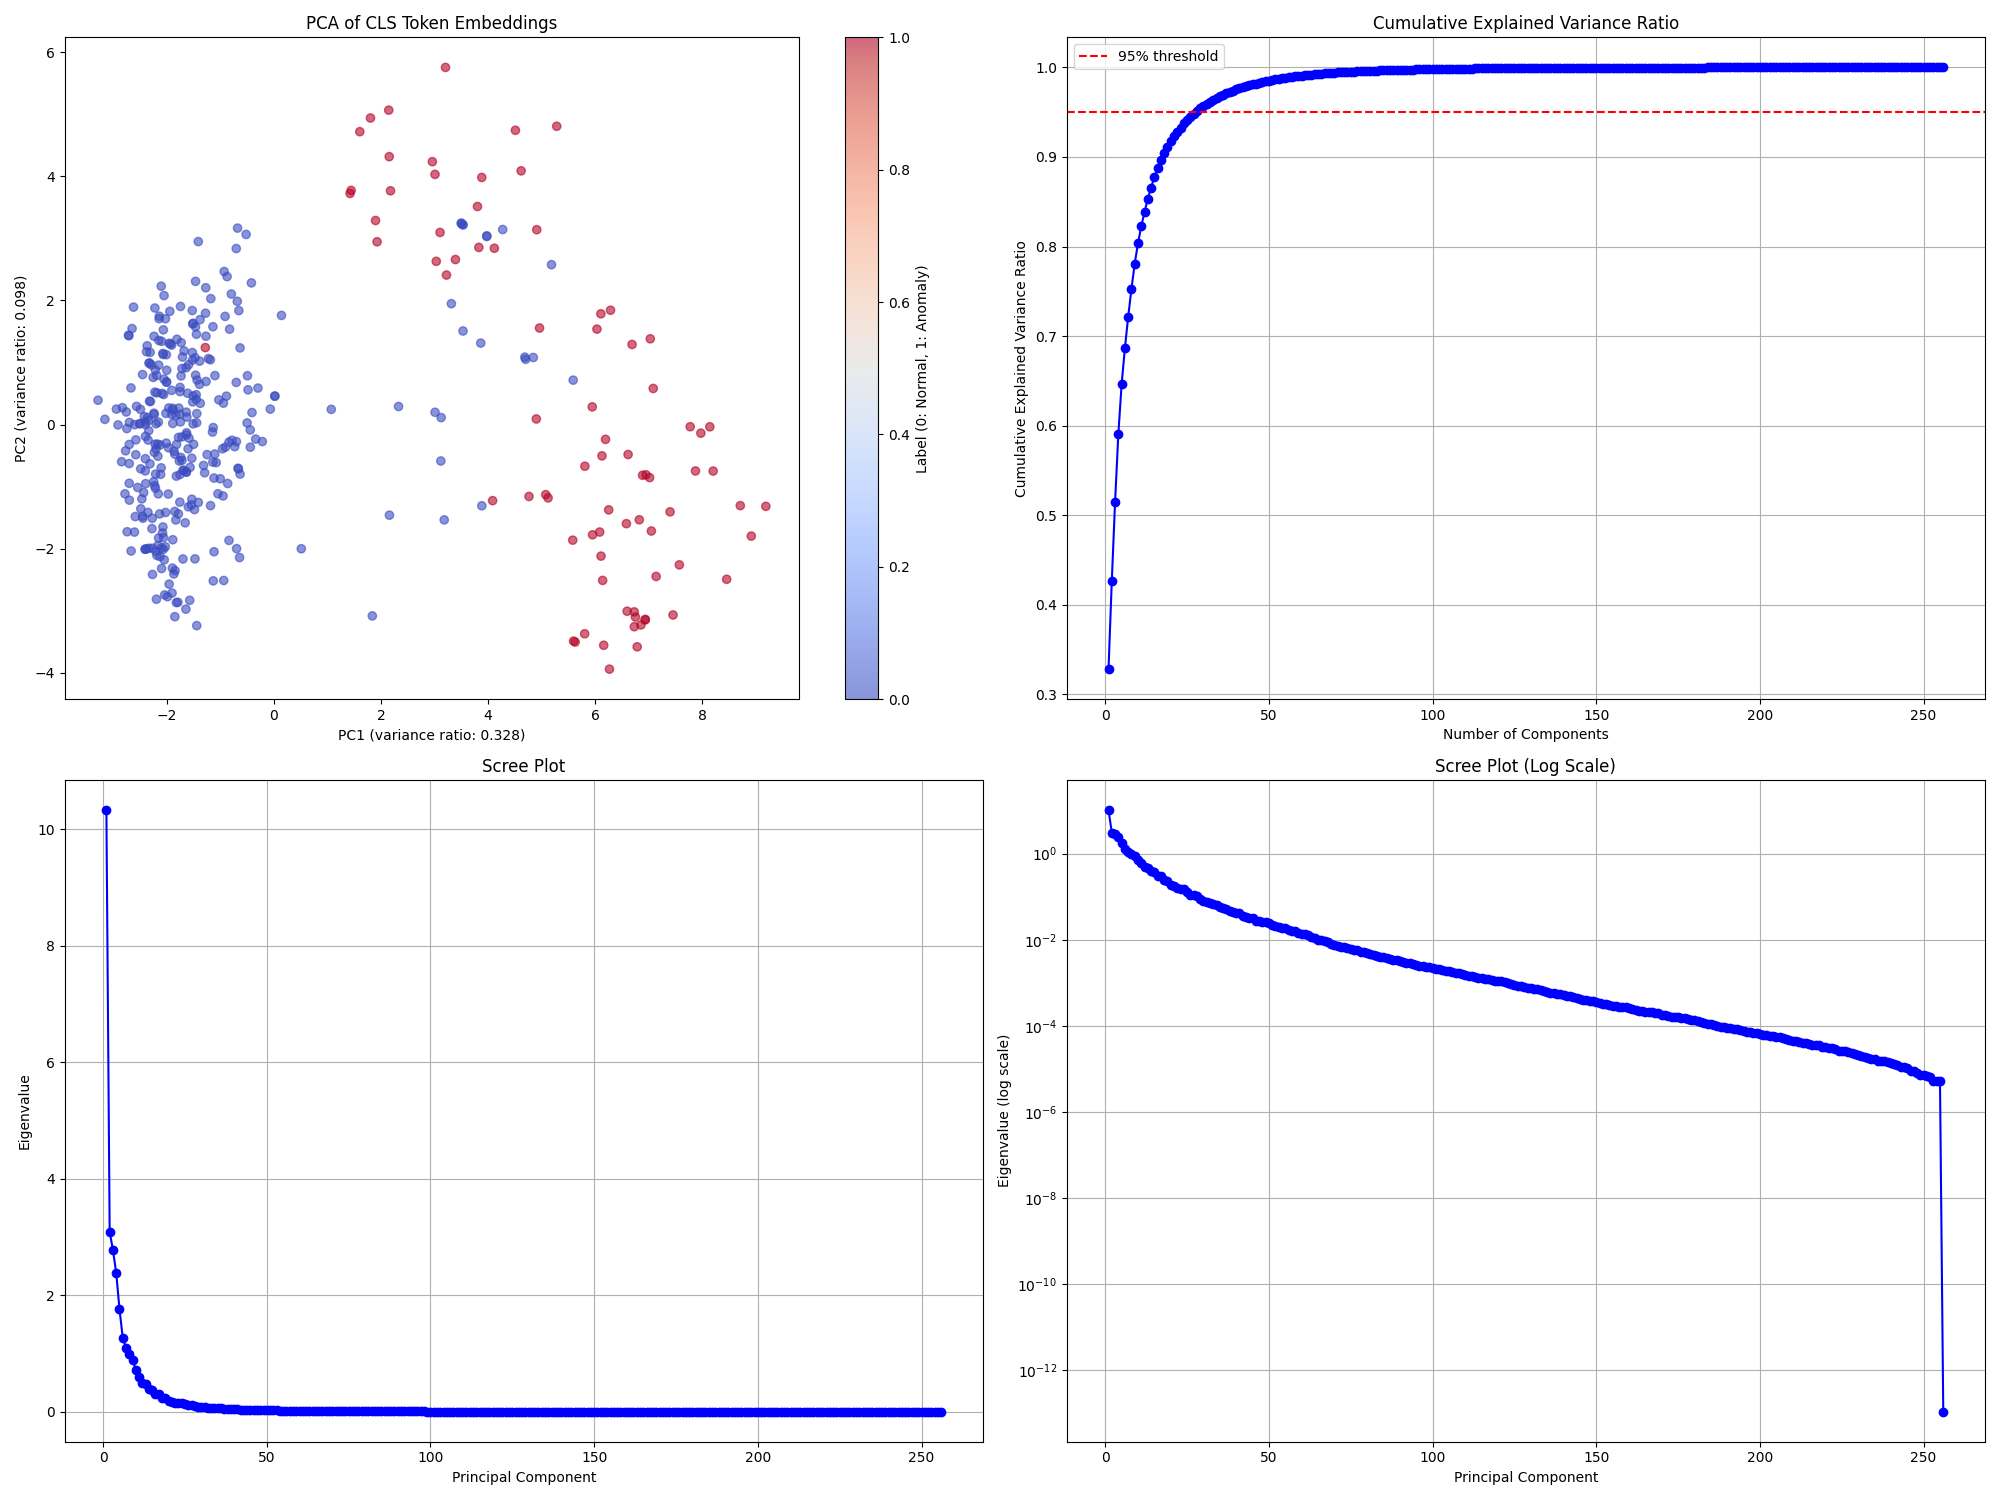 PCA of CLS Token Embeddings
6
4
2
0
−2
−4
PC2 (variance ratio: 0.098)
−2 0 2 4 6 8
PC1 (variance ratio: 0.328)
1.0
0.8
0.6
0.4
0.2
0.0
Label (0: Normal, 1: Anomaly)
Cumulative Explained Variance Ratio
95% threshold
1.0
0.9
0.8
0.7
0.6
0.5
0.4
0.3
Cumulative Explained Variance Ratio
0 50 100 150 200 250
Number of Components
Scree Plot
10
8
6
4
2
0
Eigenvalue
0 50 100 150 200 250
Principal Component
Scree Plot (Log Scale)
10⁰
10⁻²
10⁻⁴
10⁻⁶
10⁻⁸
10⁻¹⁰
10⁻¹²
Eigenvalue (log scale)
0 50 100 150 200 250
Principal Component